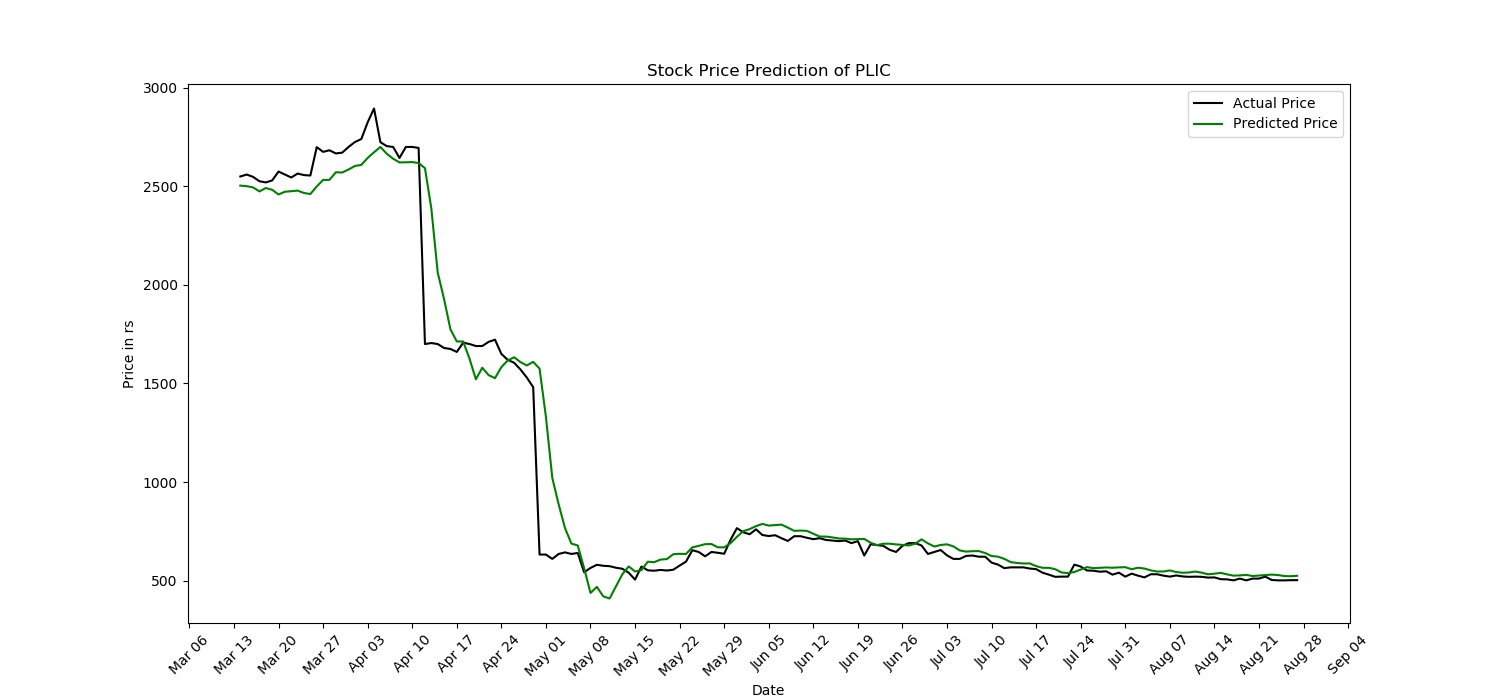 Stock Price Prediction of PLIC
Actual Price
Predicted Price
3000
2500
2000
1500
1000
500
Price in rs
Mar 06
Mar 13
Mar 20
Mar 27
Apr 03
Apr 10
Apr 17
Apr 24
May 01
May 08
May 15
May 22
May 29
Jun 05
Jun 12
Jun 19
Jun 26
Jul 03
Jul 10
Jul 17
Jul 24
Jul 31
Aug 07
Aug 14
Aug 21
Aug 28
Sep 04
Date